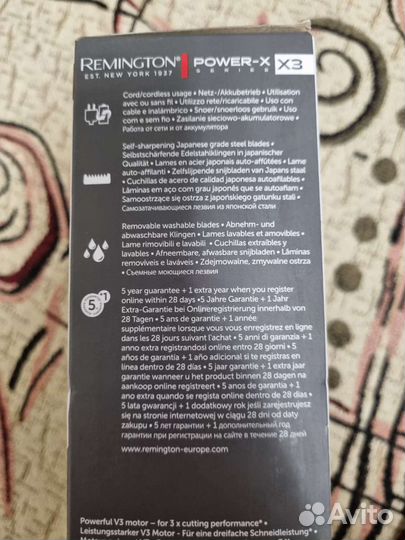 REMINGTON POWER-X X3
EST. NEW YORK 1937 SERIES
Cord/cordless usage • Netz-/Akkubetrieb • Utilisation
avec ou sans fil • Utilizzo rete/ricaricabile • Uso con
cable e inalámbrico • Snoer/snoerloos gebruik • Uso
com e sem fio • Zasilanie sieciowo-akumulatorowe •
Работа от сети и от аккумулятора
Self-sharpening Japanese grade steel blades •
Selbstschärfende Edelstahlklingen in japanischer
Qualität • Lames en acier japonais auto-affûtées • Lame
auto-affilanti • Zelfslijpende snijbladen van Japans staal
• Cuchillas de acero de calidad japonesa autoafilables •
Lâminas em aço com grau japonês que se autoafiam •
Samoostrzące się ostrza z japońskiego gatunku stali •
Самозатачивающиеся лезвия из японской стали
Removable washable blades • Abnehm- und
abwaschbare Klingen • Lames lavables et amovibles •
Lame rimovibili e lavabili • Cuchillas extraíbles y
lavables • Afneembare, afwasbare snijbladen • Lâminas
removíveis e laváveis • Zdejmowalne, zmywalne ostrza
• Съемные моющиеся лезвия
5 +1
5 year guarantee + 1 extra year when you register
online within 28 days • 5 Jahre Garantie + 1 Jahr
Extra-Garantie bei Onlineregistrierung innerhalb von
28 Tagen • 5 ans de garantie + 1 année
supplémentaire lorsque vous vous enregistrez en ligne
dans les 28 jours suivant l'achat • 5 anni di garanzia + 1
anno extra registrandosi online entro 28 giorni • 5
años de garantía + 1 año adicional si te registras en
línea dentro de 28 días • 5 jaar garantie + 1 extra jaar
garantie wanneer u het product binnen 28 dagen na
aankoop online registreert • 5 anos de garantia + 1
ano extra quando se regista online dentro de 28 dias •
5 lata gwarancji + 1 dodatkowy rok jeśli zarejestrujesz
się na stronie internetowej w ciągu 28 dni od daty
zakupu • 5 лет гарантии + 1 дополнительный год
гарантии при регистрации на сайте в течение 28 дней
www.remington-europe.com
Powerful V3 motor – for 3 x cutting performance* •
Leistungsstarker V3 Motor - Für eine dreifache Schneidleistung* •
Avito